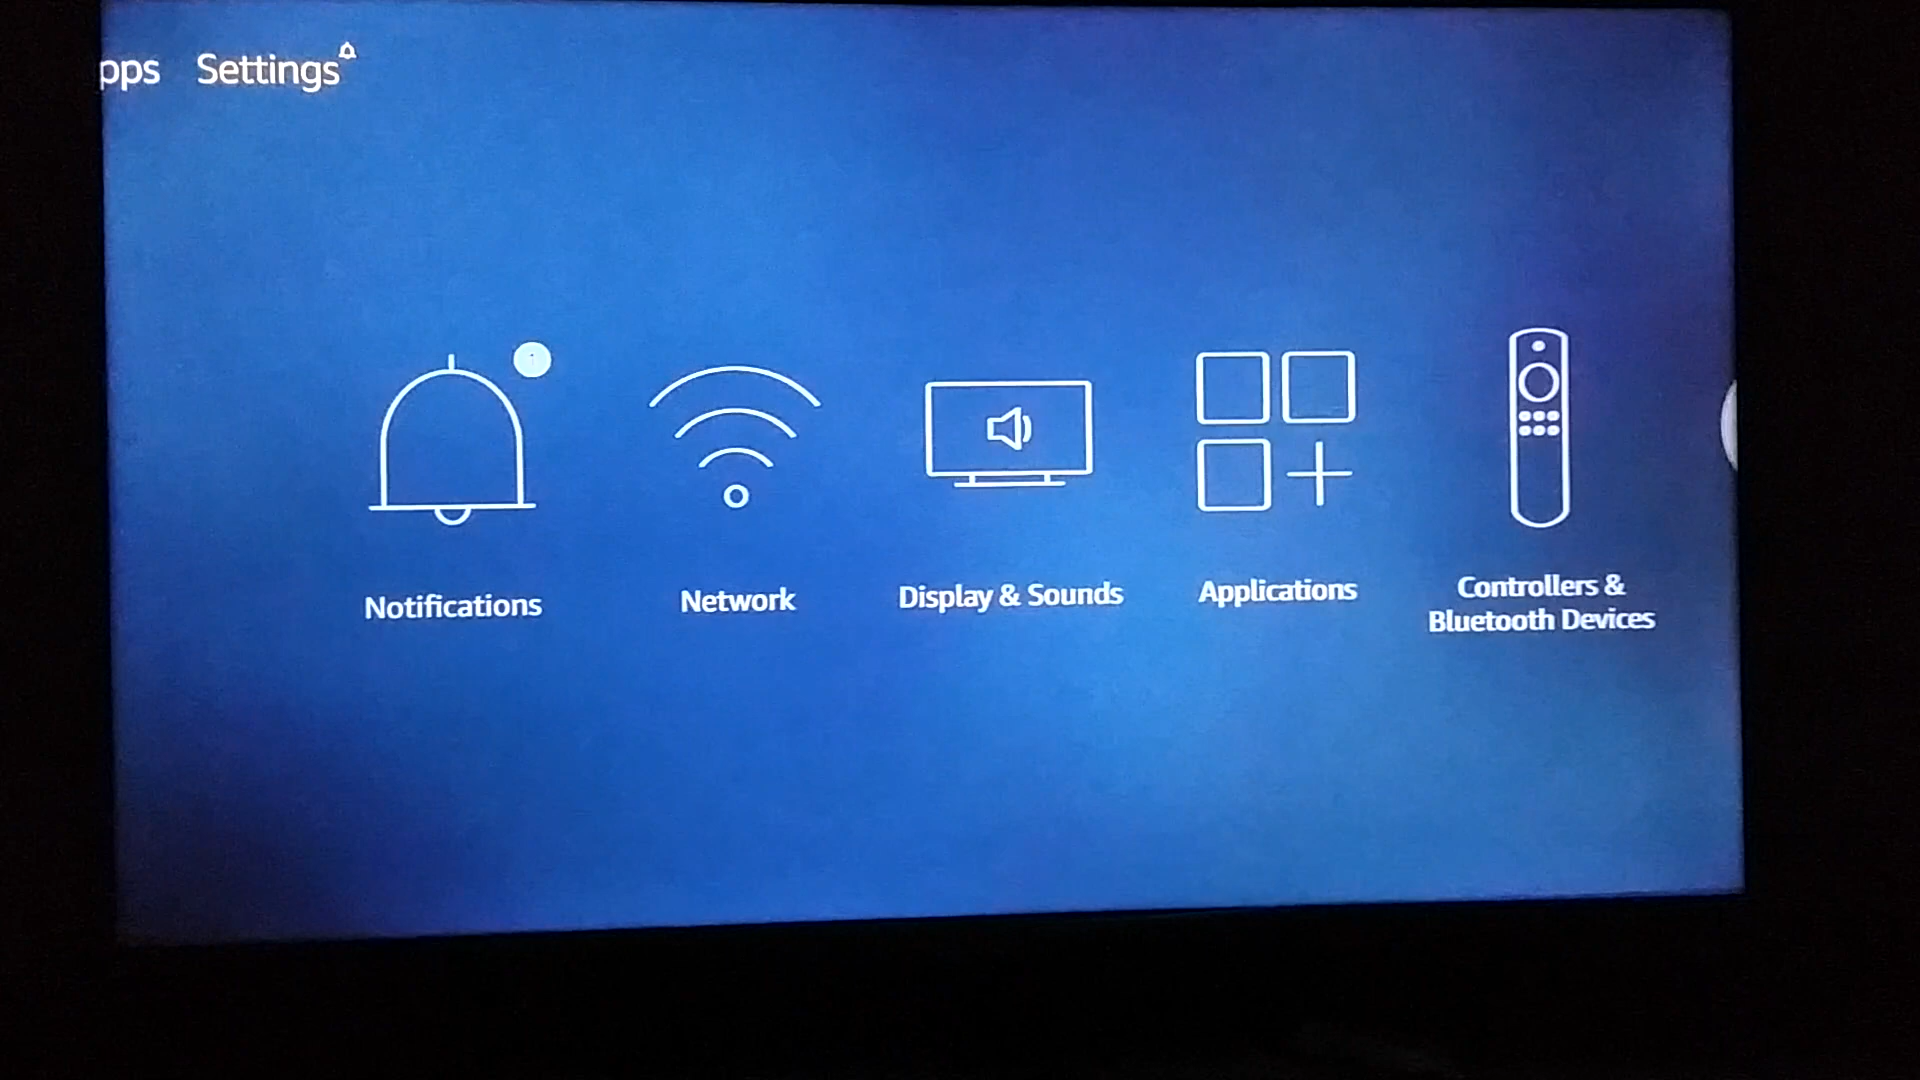 pps Settings
Notifications
Network
Display & Sounds
Applications
Controllers &
Bluetooth Devices